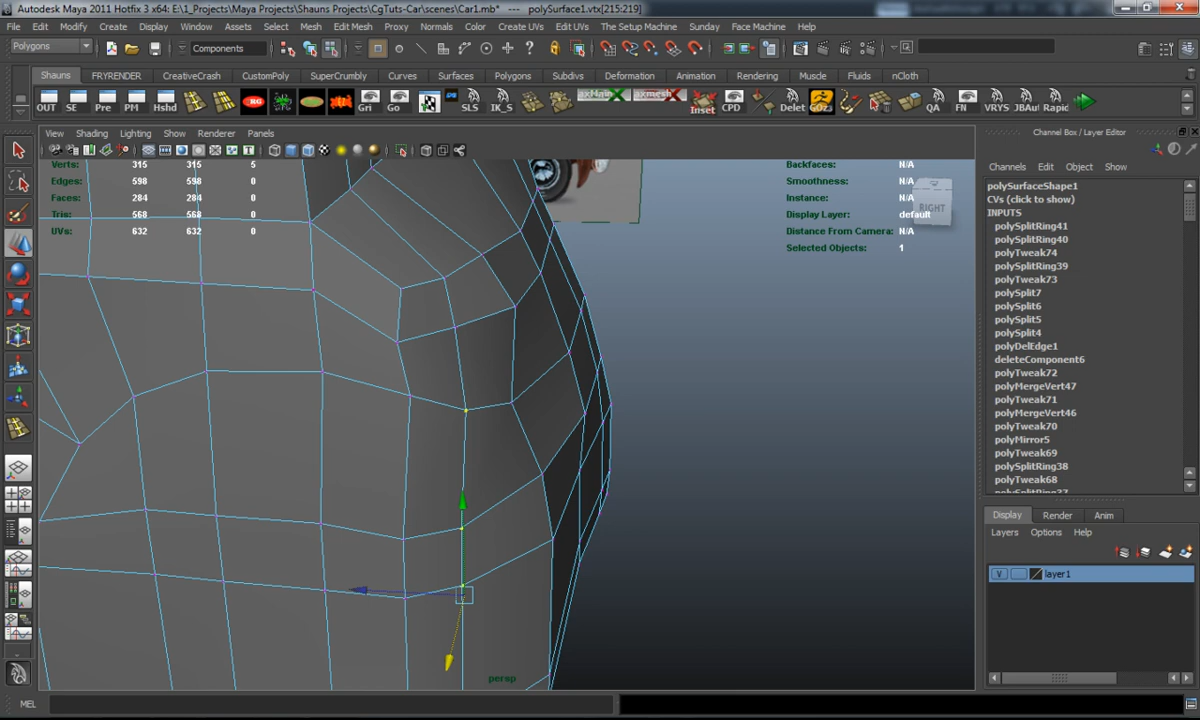 Autodesk Maya 2011 Hotfix 3 x64: E:\1_Projects\Maya Projects\Shauns Projects\CgTuts-Car\scenes\Car1.mb* --- polySurface1.vtx[215:219]
File Edit Modify Create Display Window Assets Select Mesh Edit Mesh Proxy Normals Color Create UVs Edit UVs The Setup Machine Sunday Face Machine Help
Polygons Components
Shauns FRYRENDER CreativeCrash CustomPoly SuperCrumbly Curves Surfaces Polygons Subdivs Deformation Animation Rendering Muscle Fluids nCloth
OUT SE Pre PM Hshd Gri Go SLS IK_S Inset CPD Delet GOz3 QA FN VRYS JBAu Rapic
View Shading Lighting Show Renderer Panels
Verts: 315 315 5
Edges: 598 598 0
Faces: 284 284 0
Tris: 568 568 0
UVs: 632 632 0
Backfaces: N/A
Smoothness: N/A
Instance: N/A
Display Layer: default
Distance From Camera: N/A
Selected Objects: 1
RIGHT
persp
Channel Box / Layer Editor
Channels Edit Object Show
polySurfaceShape1
CVs (click to show)
INPUTS
polySplitRing41
polySplitRing40
polyTweak74
polySplitRing39
polyTweak73
polySplit7
polySplit6
polySplit5
polySplit4
polyDelEdge1
deleteComponent6
polyTweak72
polyMergeVert47
polyTweak71
polyMergeVert46
polyTweak70
polyMirror5
polyTweak69
polySplitRing38
polyTweak68
polySplitRing37
Display Render Anim
Layers Options Help
V layer1
MEL